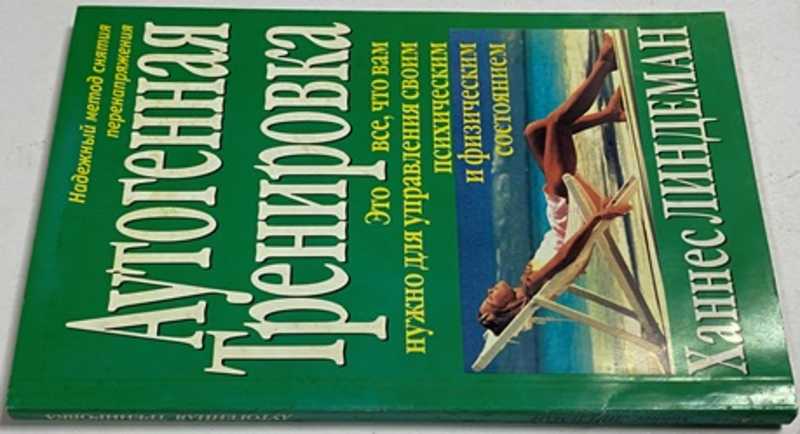 Надежный метод снятия
перенапряжения
Аутогенная
Тренировка
Это все, что вам
нужно для управления своим
психическим
и физическим
состоянием
Ханнес ЛИНДЕМАН
АУТОГЕННАЯ ТРЕНИРОВКА